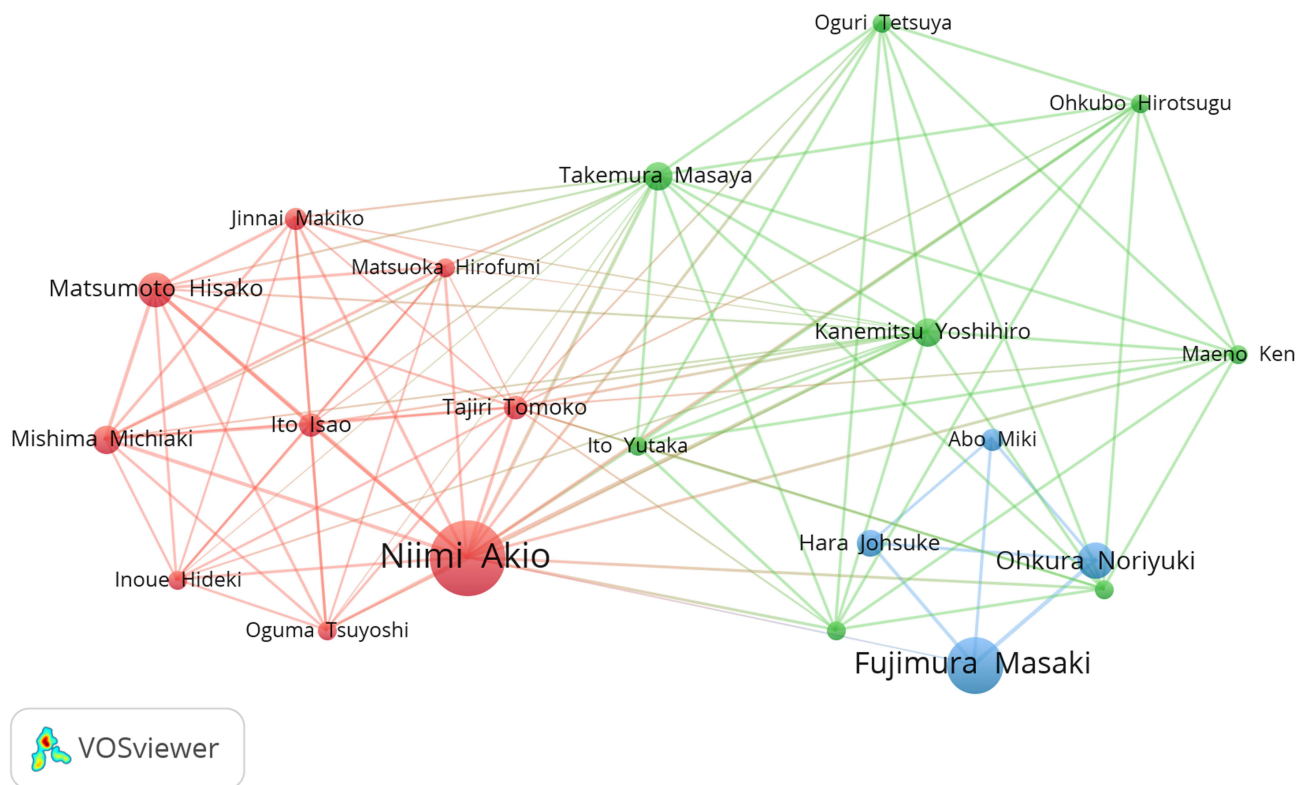 Oguri Tetsuya
Ohkubo Hirotsugu
Takemura Masaya
Jinnai Makiko
Matsuoka Hirofumi
Matsumoto Hisako
Kanemitsu Yoshihiro
Maeno Ken
Tajiri Tomoko
Ito Isao
Mishima Michiaki
Ito Yutaka
Abo Miki
Hara Johsuke
Niimi Akio
Ohkura Noriyuki
Inoue Hideki
Oguma Tsuyoshi
Fujimura Masaki
VOSviewer